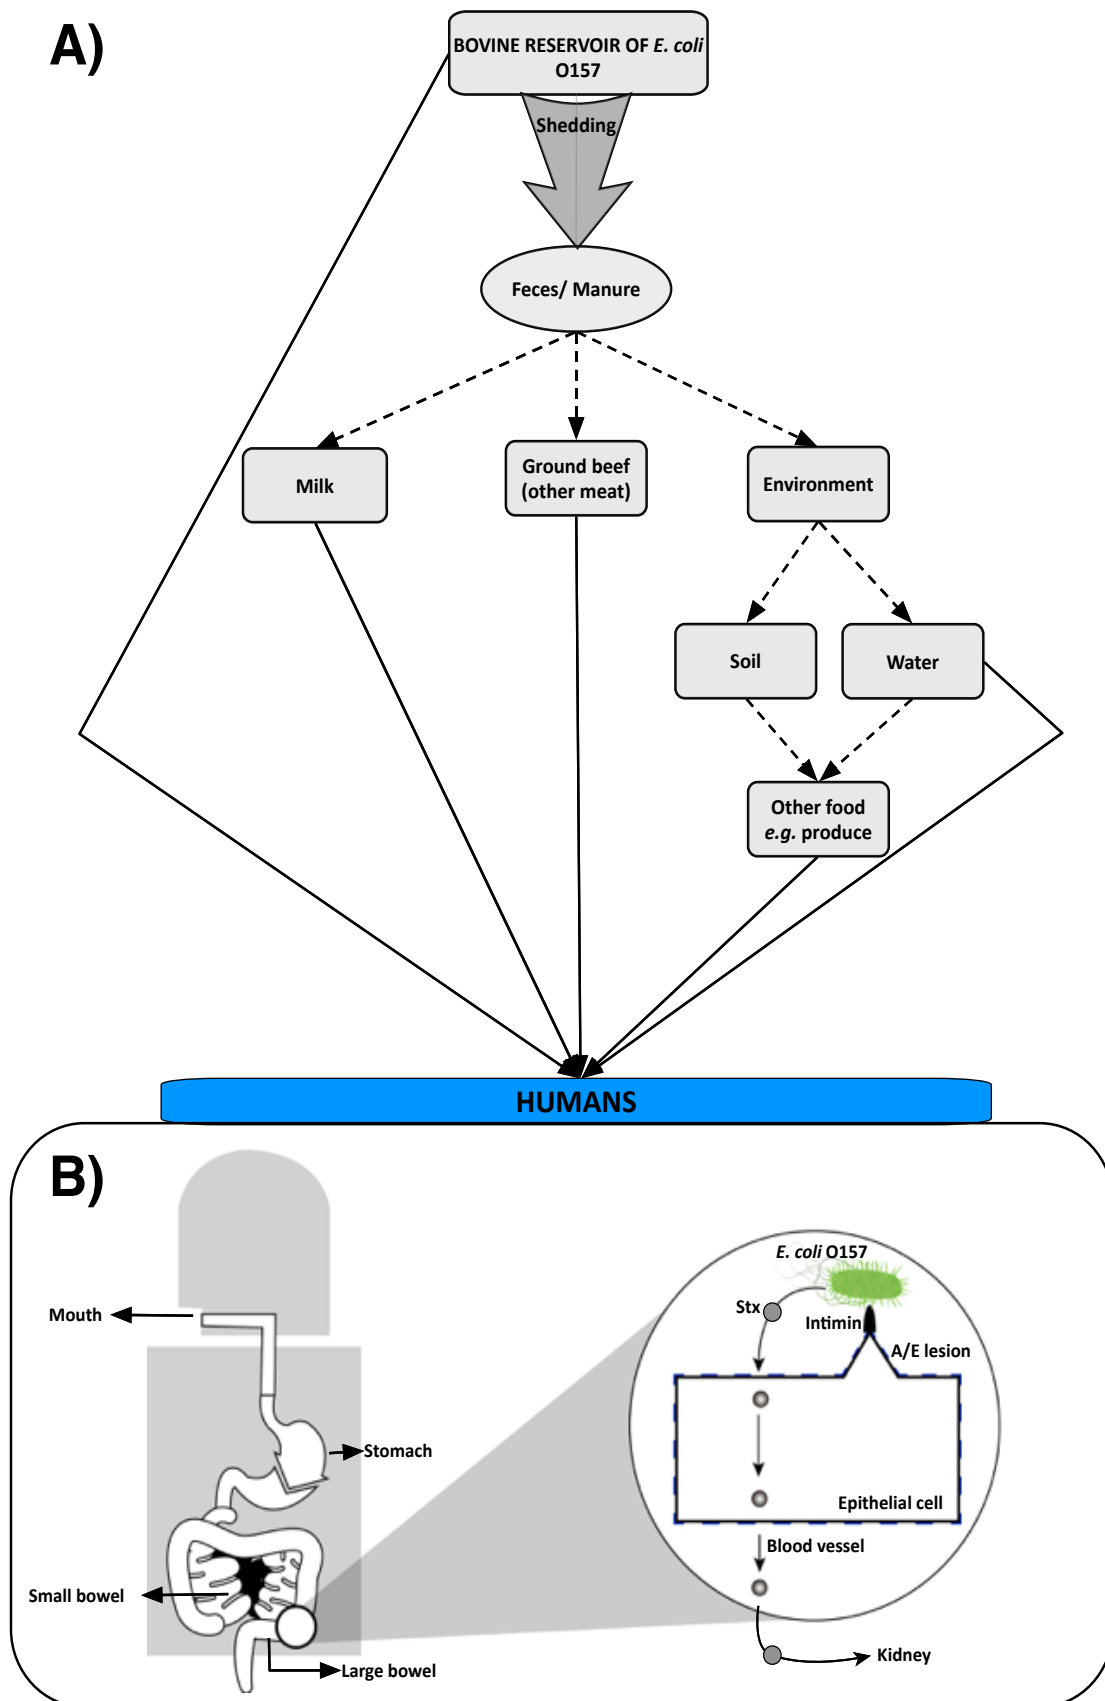 A)
BOVINE RESERVOIR OF E. coli
O157
Shedding
Feces/ Manure
Milk
Ground beef
(other meat)
Environment
Soil
Water
Other food
e.g. produce
HUMANS
B)
E. coli O157
Stx
Intimin
A/E lesion
Mouth
Stomach
Epithelial cell
Blood vessel
Small bowel
Kidney
Large bowel